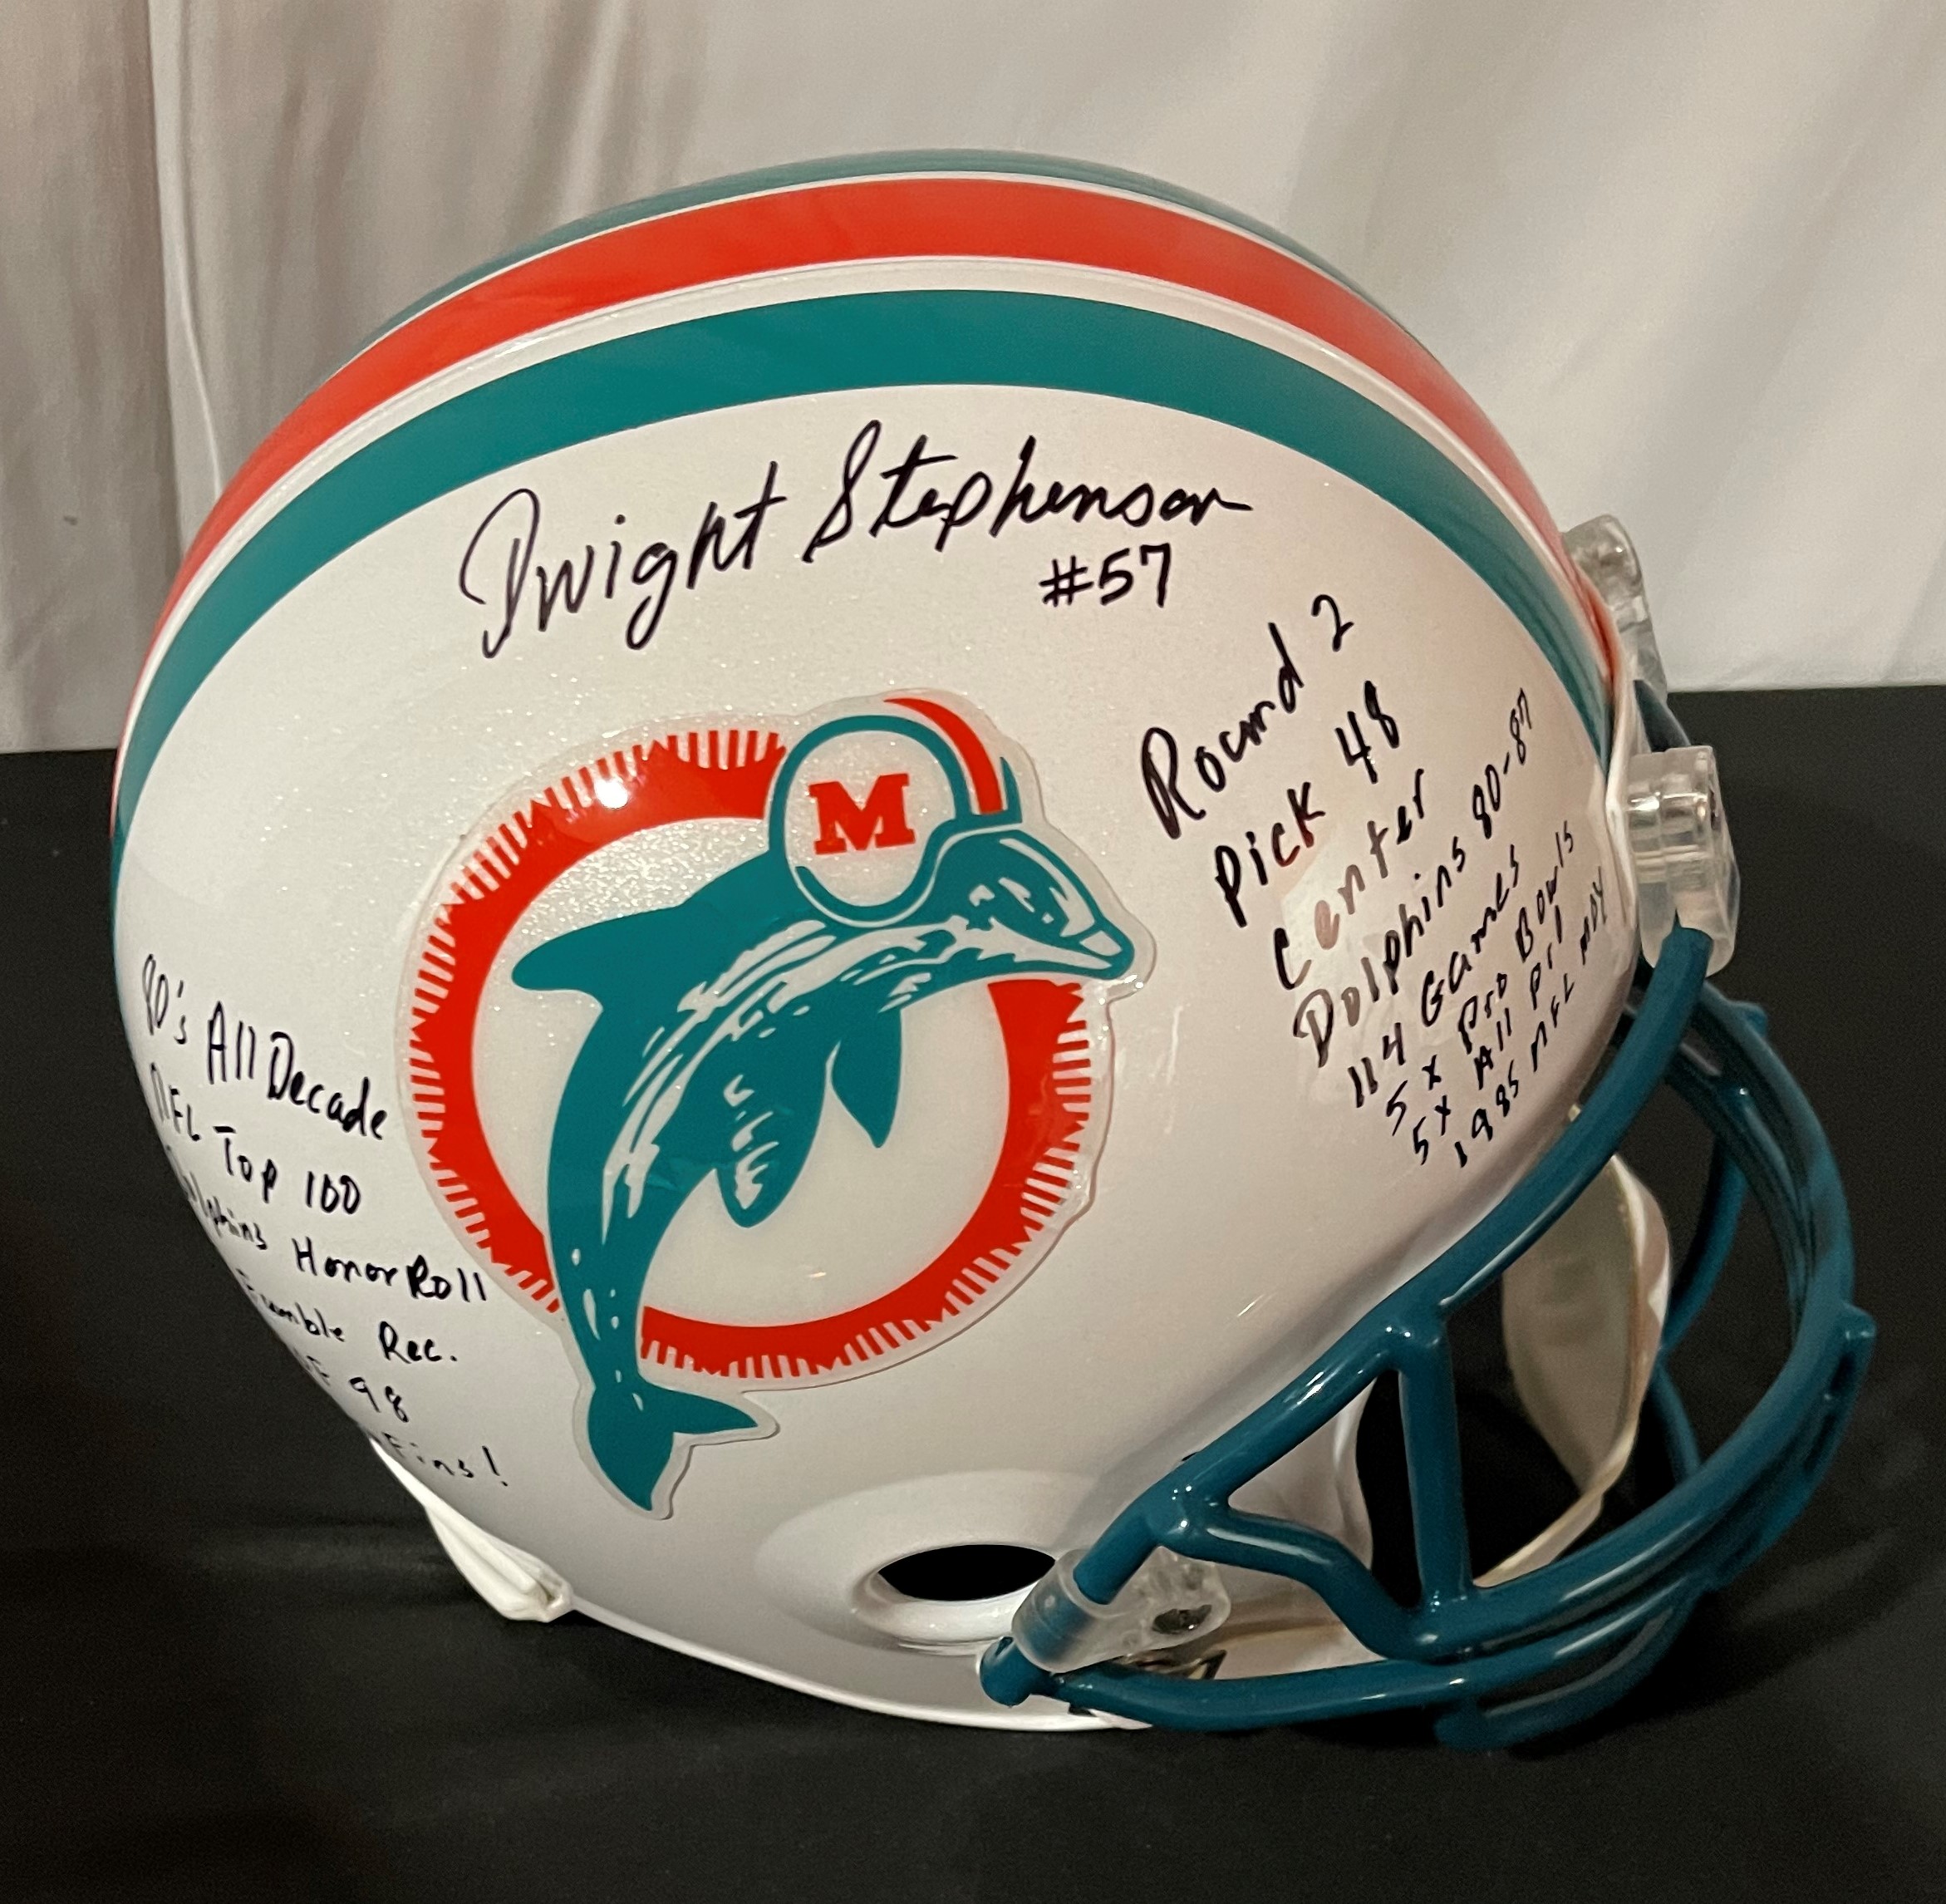 Dwight Stephenson
#57
M
Round 2
Pick 48
Center
Dolphins 80-87
114 Games
5x Pro Bowls
5x All Pro
1985 NFL MOY
80's All Decade
NFL Top 100
Honor Roll
Fumble Rec.
98
Fins!